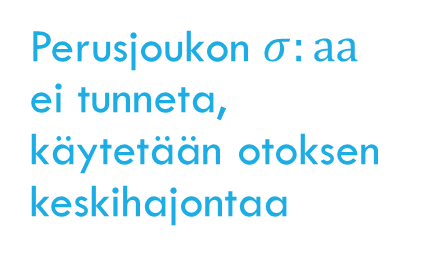 Perusjoukon σ: aa
ei tunneta,
käytetään otoksen
keskihajontaa